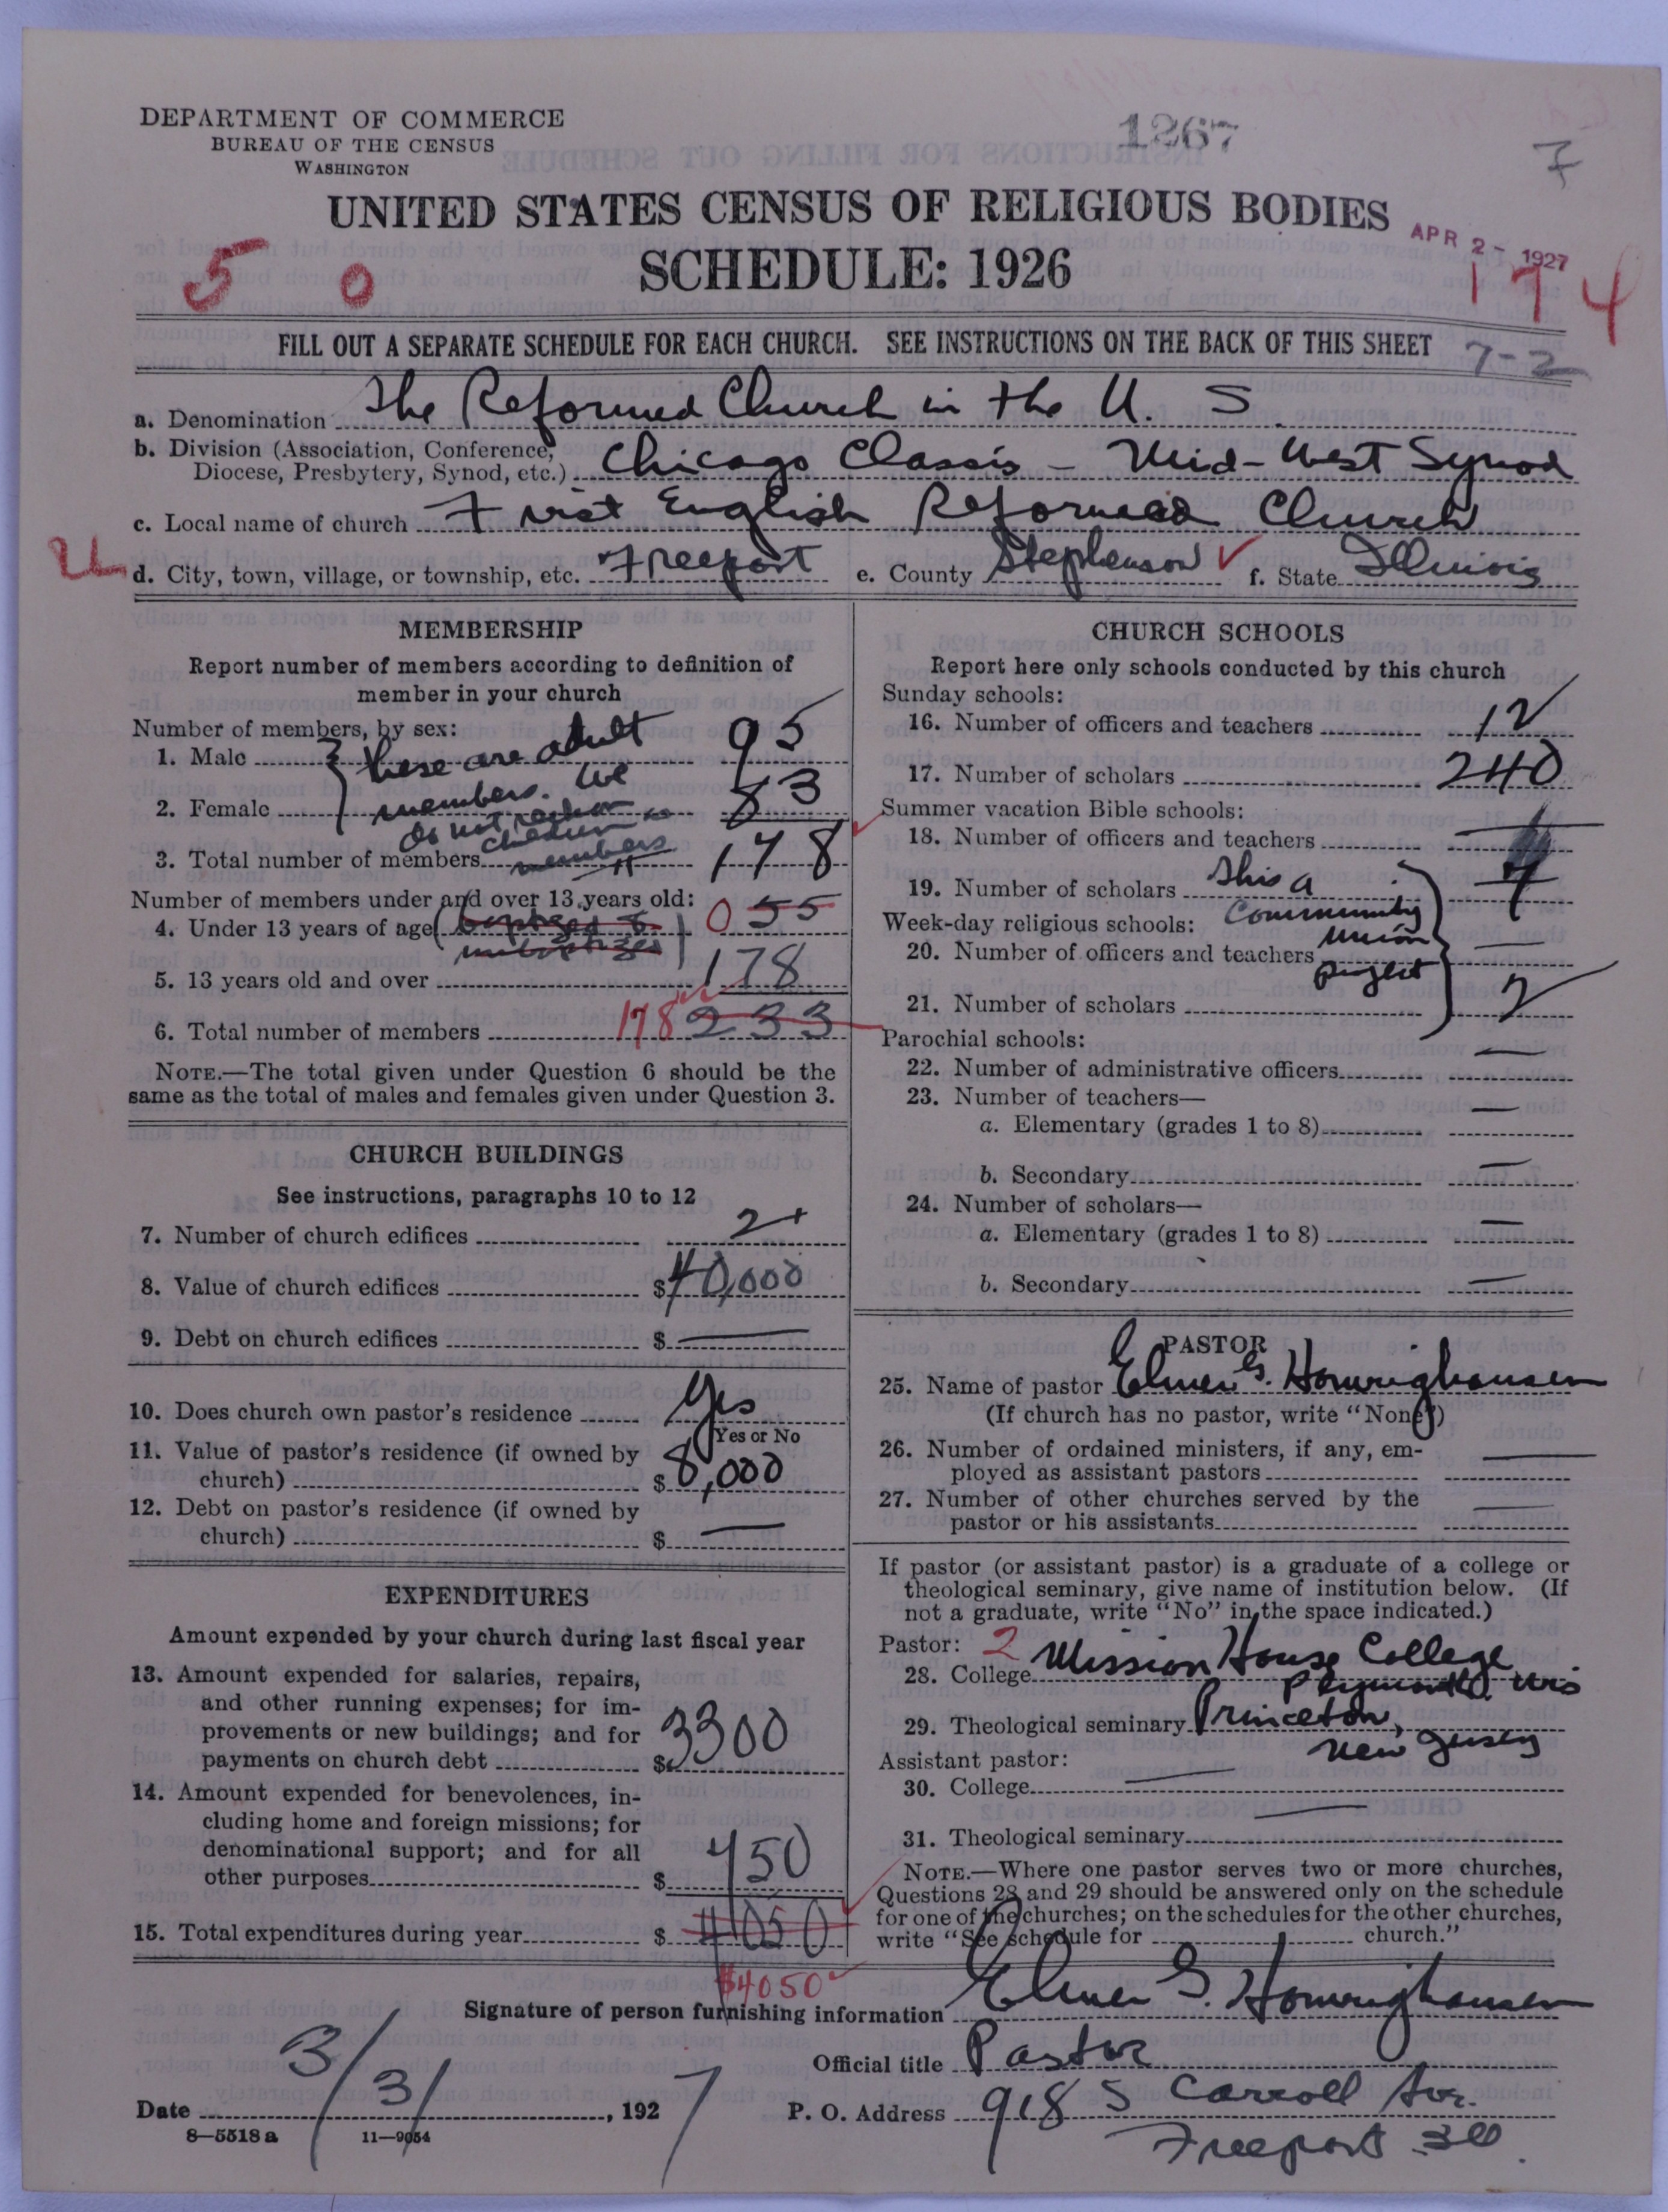 DEPARTMENT OF COMMERCE
BUREAU OF THE CENSUS
WASHINGTON
1267
7
UNITED STATES CENSUS OF RELIGIOUS BODIES
APR 2 - 1927
SCHEDULE: 1926
5 0
174
FILL OUT A SEPARATE SCHEDULE FOR EACH CHURCH. SEE INSTRUCTIONS ON THE BACK OF THIS SHEET
7-2
a. Denomination The Reformed Church in the U. S.
b. Division (Association, Conference, Diocese, Presbytery, Synod, etc.) Chicago Classis - Mid-West Synod
c. Local name of church First English Reformed Church
d. City, town, village, or township, etc. Freeport e. County Stephenson f. State Illinois
MEMBERSHIP
Report number of members according to definition of
member in your church
Number of members, by sex:
1. Male 95
these are adult
members. We
do not reckon
children as
members
2. Female 83
3. Total number of members 178
Number of members under and over 13 years old:
4. Under 13 years of age (baptized & unbaptized) 0 55
5. 13 years old and over 178
6. Total number of members 178 233
NOTE.—The total given under Question 6 should be the
same as the total of males and females given under Question 3.
CHURCH BUILDINGS
See instructions, paragraphs 10 to 12
7. Number of church edifices 2
8. Value of church edifices $40,000
9. Debt on church edifices $ —
10. Does church own pastor's residence Yes
Yes or No
11. Value of pastor's residence (if owned by
church) $8,000
12. Debt on pastor's residence (if owned by
church) $ —
EXPENDITURES
Amount expended by your church during last fiscal year
13. Amount expended for salaries, repairs,
and other running expenses; for im-
provements or new buildings; and for
payments on church debt $3300
14. Amount expended for benevolences, in-
cluding home and foreign missions; for
denominational support; and for all
other purposes $ 750
15. Total expenditures during year $ 4050
$4050
CHURCH SCHOOLS
Report here only schools conducted by this church
Sunday schools:
16. Number of officers and teachers 12
17. Number of scholars 240
Summer vacation Bible schools:
18. Number of officers and teachers
19. Number of scholars
This a
Community
Union
project
Week-day religious schools:
20. Number of officers and teachers —
21. Number of scholars 2
Parochial schools:
22. Number of administrative officers —
23. Number of teachers—
a. Elementary (grades 1 to 8) —
b. Secondary —
24. Number of scholars—
a. Elementary (grades 1 to 8) —
b. Secondary —
PASTOR
25. Name of pastor Elmer G. Homrighausen
(If church has no pastor, write "None")
26. Number of ordained ministers, if any, em-
ployed as assistant pastors —
27. Number of other churches served by the
pastor or his assistants —
If pastor (or assistant pastor) is a graduate of a college or
theological seminary, give name of institution below. (If
not a graduate, write "No" in the space indicated.)
Pastor: 2
28. College Mission House College
Plymouth, Wis
29. Theological seminary Princeton,
New Jersey
Assistant pastor:
30. College —
31. Theological seminary —
NOTE.—Where one pastor serves two or more churches,
Questions 28 and 29 should be answered only on the schedule
for one of the churches; on the schedules for the other churches,
write "See schedule for church."
Signature of person furnishing information Elmer G. Homrighausen
Official title Pastor
Date 3/3/, 1927 P. O. Address 918 S Carroll Ave.
Freeport Ill.
8—5518 a 11—9054